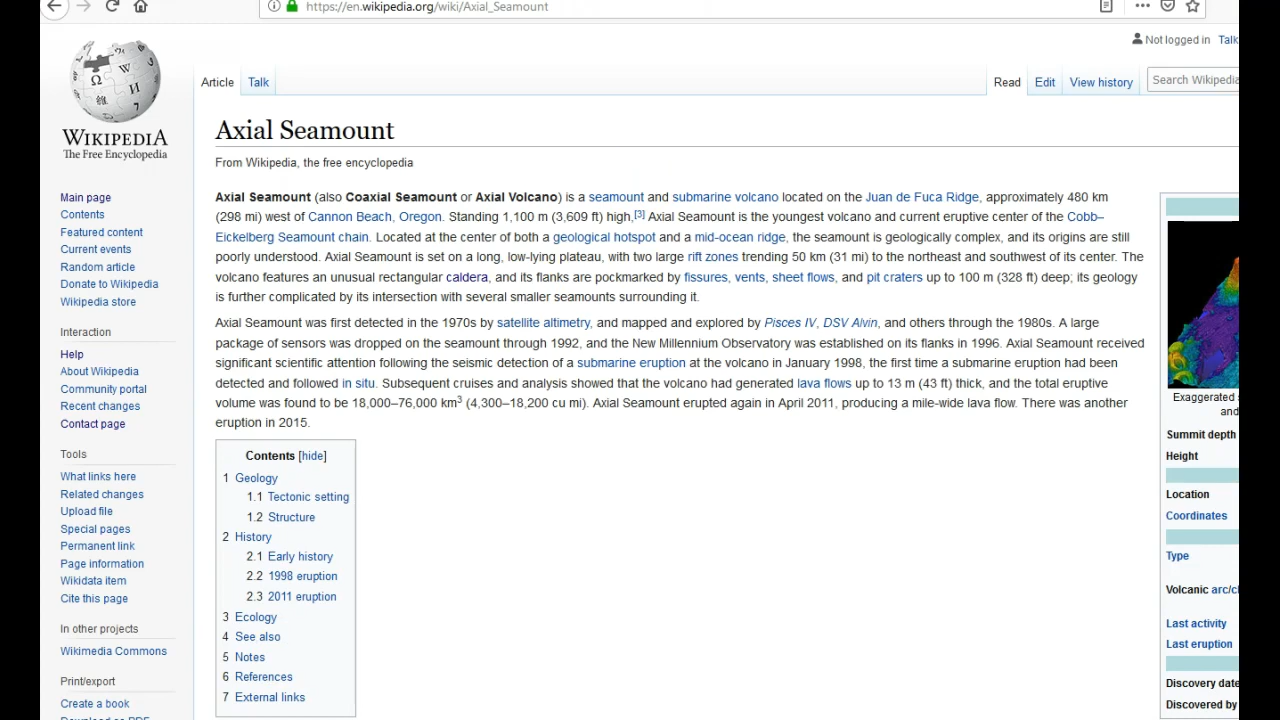 https://en.wikipedia.org/wiki/Axial_Seamount
Not logged in Talk
Article Talk
Read Edit View history
Search Wikipedia
WIKIPEDIA
The Free Encyclopedia
Main page
Contents
Featured content
Current events
Random article
Donate to Wikipedia
Wikipedia store
Interaction
Help
About Wikipedia
Community portal
Recent changes
Contact page
Tools
What links here
Related changes
Upload file
Special pages
Permanent link
Page information
Wikidata item
Cite this page
In other projects
Wikimedia Commons
Print/export
Create a book
Download as PDF
Axial Seamount
From Wikipedia, the free encyclopedia
Axial Seamount (also Coaxial Seamount or Axial Volcano) is a seamount and submarine volcano located on the Juan de Fuca Ridge, approximately 480 km
(298 mi) west of Cannon Beach, Oregon. Standing 1,100 m (3,609 ft) high,[3] Axial Seamount is the youngest volcano and current eruptive center of the Cobb–
Eickelberg Seamount chain. Located at the center of both a geological hotspot and a mid-ocean ridge, the seamount is geologically complex, and its origins are still
poorly understood. Axial Seamount is set on a long, low-lying plateau, with two large rift zones trending 50 km (31 mi) to the northeast and southwest of its center. The
volcano features an unusual rectangular caldera, and its flanks are pockmarked by fissures, vents, sheet flows, and pit craters up to 100 m (328 ft) deep; its geology
is further complicated by its intersection with several smaller seamounts surrounding it.
Axial Seamount was first detected in the 1970s by satellite altimetry, and mapped and explored by Pisces IV, DSV Alvin, and others through the 1980s. A large
package of sensors was dropped on the seamount through 1992, and the New Millennium Observatory was established on its flanks in 1996. Axial Seamount received
significant scientific attention following the seismic detection of a submarine eruption at the volcano in January 1998, the first time a submarine eruption had been
detected and followed in situ. Subsequent cruises and analysis showed that the volcano had generated lava flows up to 13 m (43 ft) thick, and the total eruptive
volume was found to be 18,000–76,000 km3 (4,300–18,200 cu mi). Axial Seamount erupted again in April 2011, producing a mile-wide lava flow. There was another
eruption in 2015.
Contents [hide]
1 Geology
1.1 Tectonic setting
1.2 Structure
2 History
2.1 Early history
2.2 1998 eruption
2.3 2011 eruption
3 Ecology
4 See also
5 Notes
6 References
7 External links
Exaggerated
and
Summit depth
Height
Location
Coordinates
Type
Volcanic arc/
Last activity
Last eruption
Discovery date
Discovered by